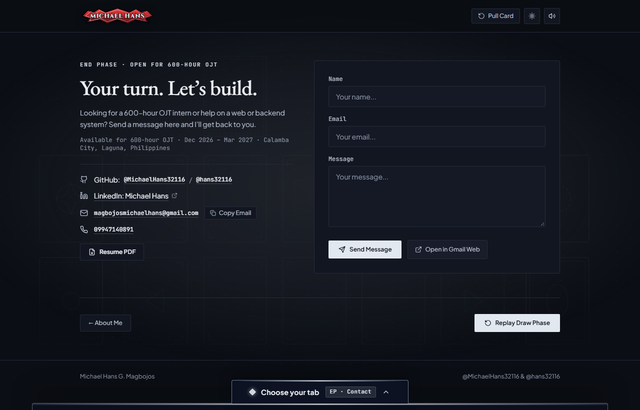 MICHAEL HANS
Pull Card
END PHASE · OPEN FOR 600-HOUR OJT
Your turn. Let's build.
Looking for a 600-hour OJT intern or help on a web or backend
system? Send a message here and I'll get back to you.
Available for 600-hour OJT · Dec 2026 – Mar 2027 · Calamba
City, Laguna, Philippines
GitHub: @MichaelHans32116 / @hans32116
LinkedIn: Michael Hans
magbojosmichaelhans@gmail.com
Copy Email
09947140891
Resume PDF
Name
Your name...
Email
Your email...
Message
Your message...
Send Message
Open in Gmail Web
← About Me
Replay Draw Phase
Michael Hans G. Magbojos
@MichaelHans32116 & @hans32116
Choose your tab
EP · Contact